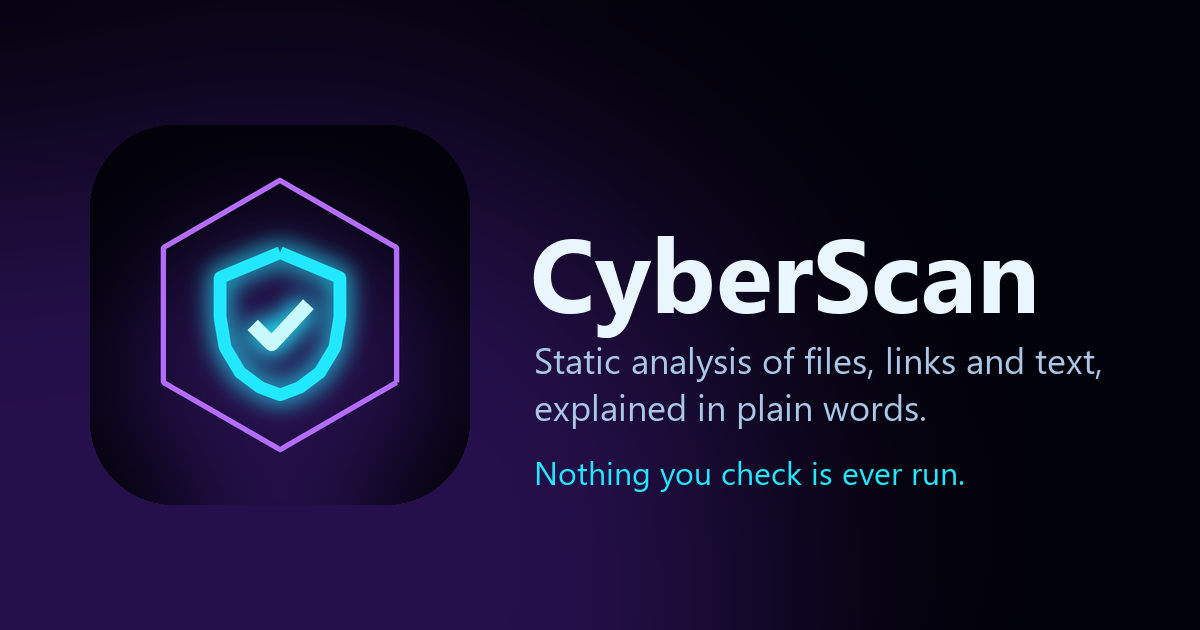 CyberScan
Static analysis of files, links and text,
explained in plain words.
Nothing you check is ever run.